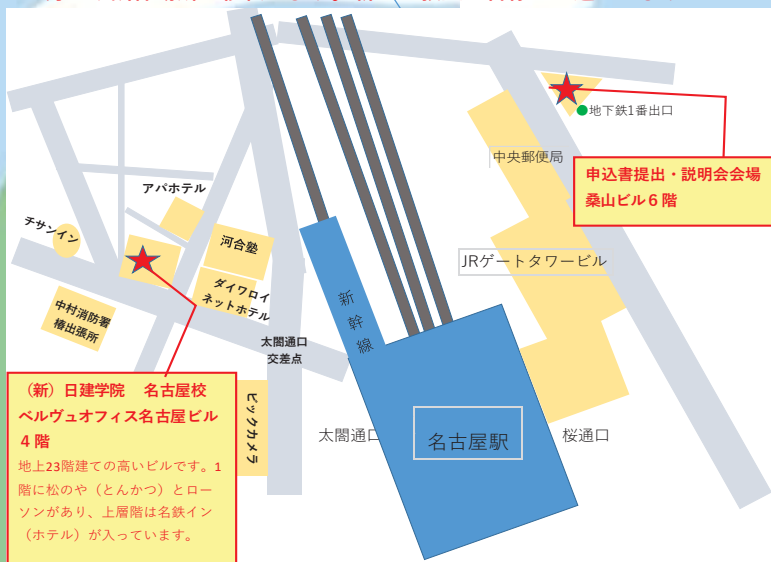 地下鉄1番出口
中央郵便局
申込書提出・説明会会場
桑山ビル６階
アパホテル
チサンイン
河合塾
JRゲートタワービル
ダイワロイ
ネットホテル
新幹線
中村消防署
椿出張所
太閤通口
交差点
（新）日建学院　名古屋校
ベルヴュオフィス名古屋ビル
４階
地上23階建ての高いビルです。1
階に松のや（とんかつ）とロー
ソンがあり、上層階は名鉄イン
（ホテル）が入っています。
ビックカメラ
太閤通口
名古屋駅
桜通口